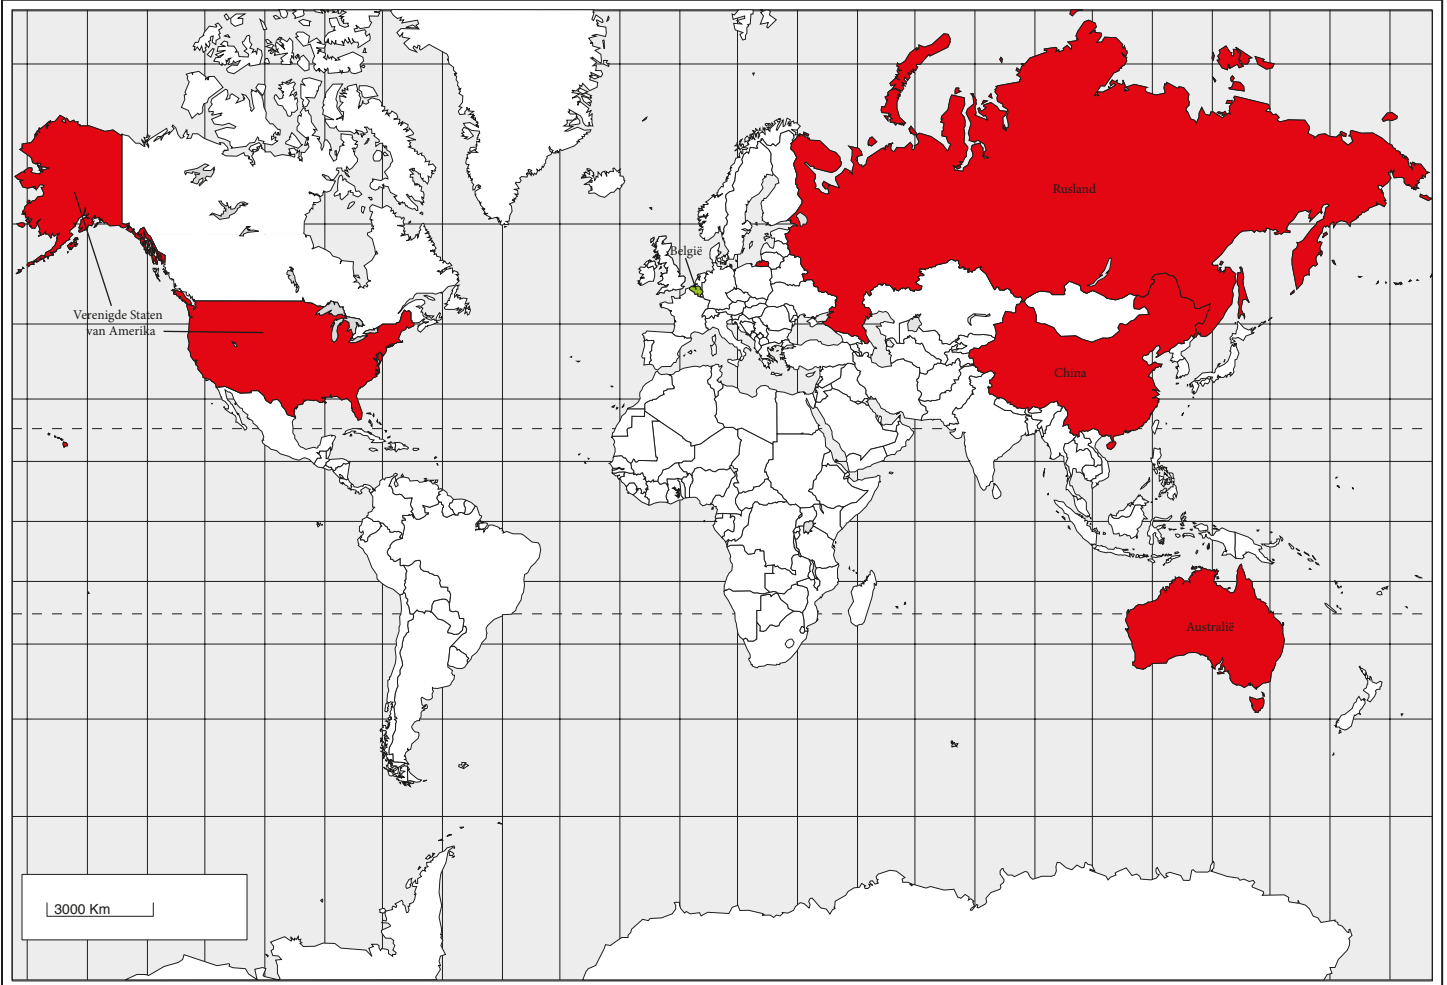 Rusland
België
Verenigde Staten
van Amerika
China
Australië
3000 Km